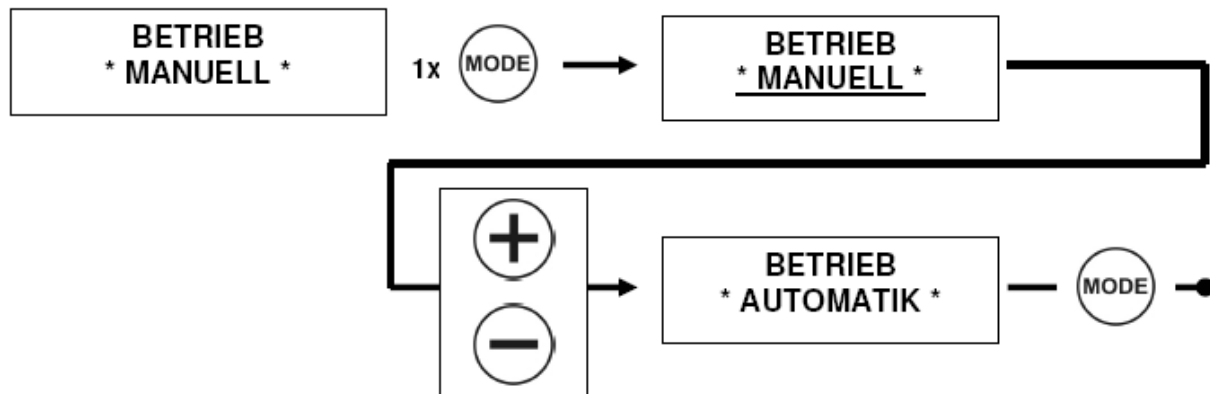 BETRIEB
* MANUELL *
1x MODE
BETRIEB
* MANUELL *
+
−
BETRIEB
* AUTOMATIK *
MODE